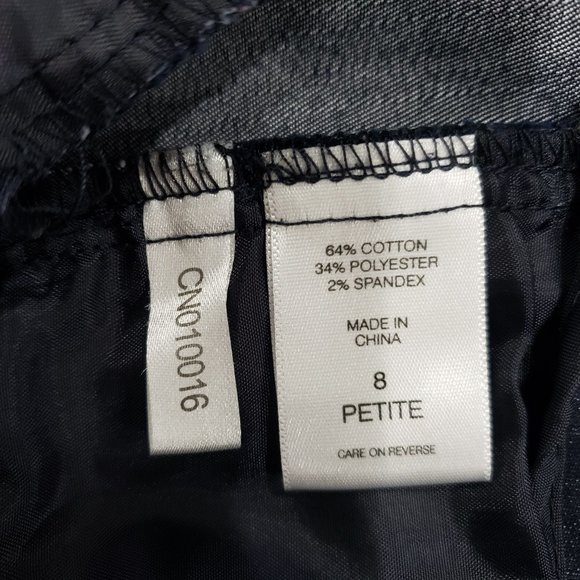 CN010016
64% COTTON
34% POLYESTER
2% SPANDEX
MADE IN
CHINA
8
PETITE
CARE ON REVERSE